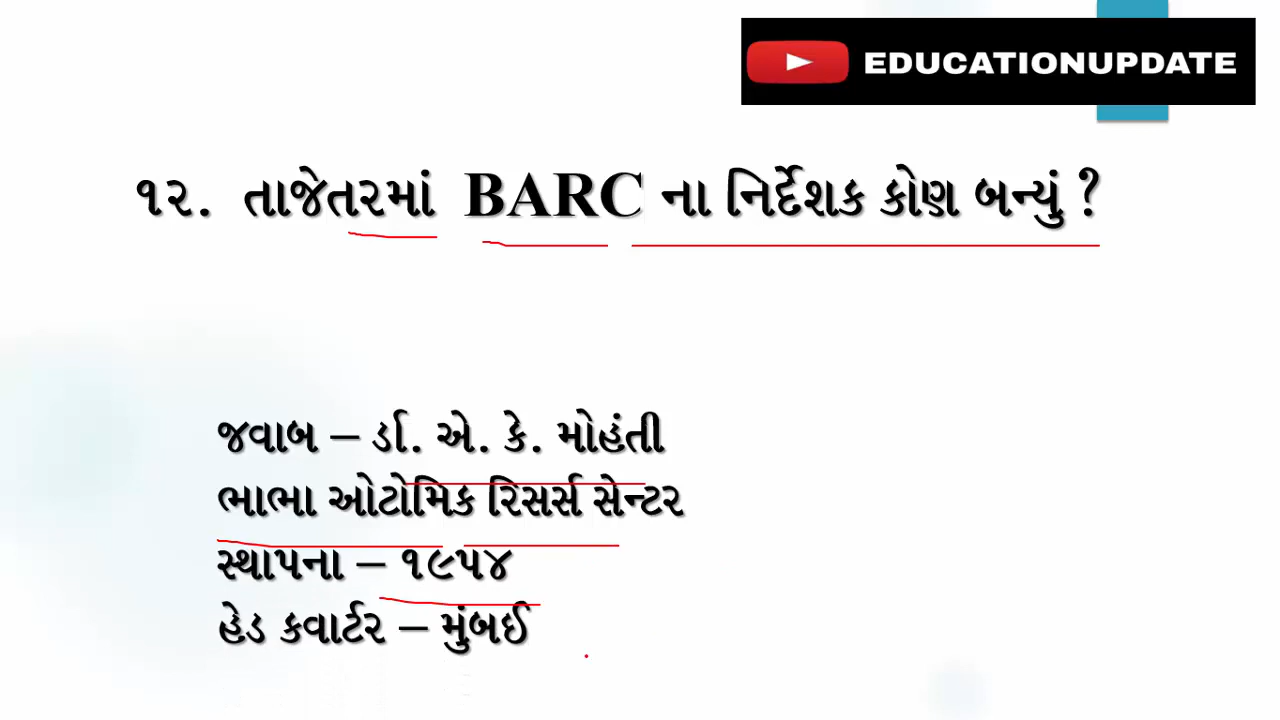 EDUCATIONUPDATE
૧૨. તાજેતરમાં BARC ના નિર્દેશક કોણ બન્યું ?
જવાબ – ર્ડા. એ. કે. મોહંતી
ભાભા ઓટોમિક રિસર્સ સેન્ટર
સ્થાપના – ૧૯૫૪
હેડ કવાર્ટર – મુંબઈ